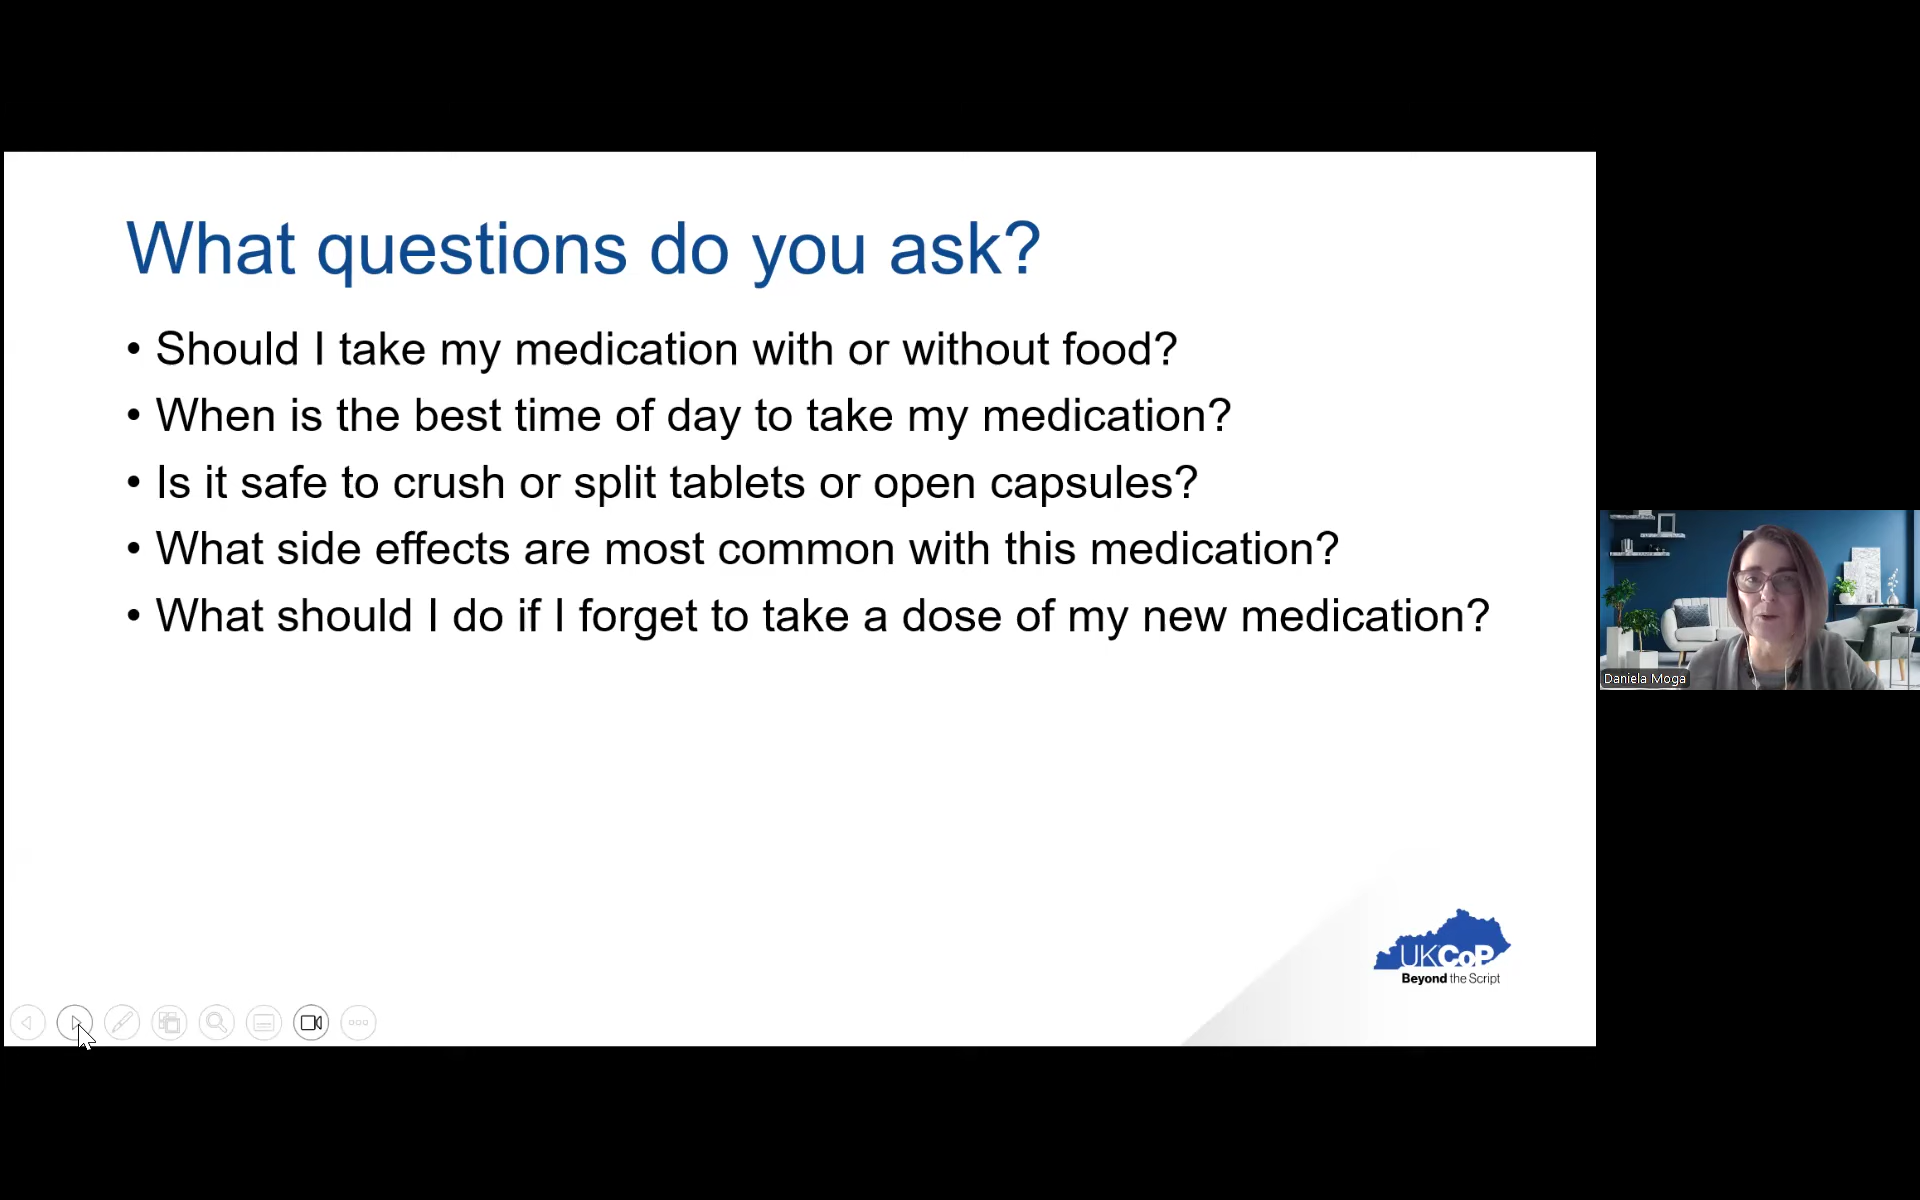 What questions do you ask?
• Should I take my medication with or without food?
• When is the best time of day to take my medication?
• Is it safe to crush or split tablets or open capsules?
• What side effects are most common with this medication?
• What should I do if I forget to take a dose of my new medication?
Daniela Moga
UKCoP
Beyond the Script